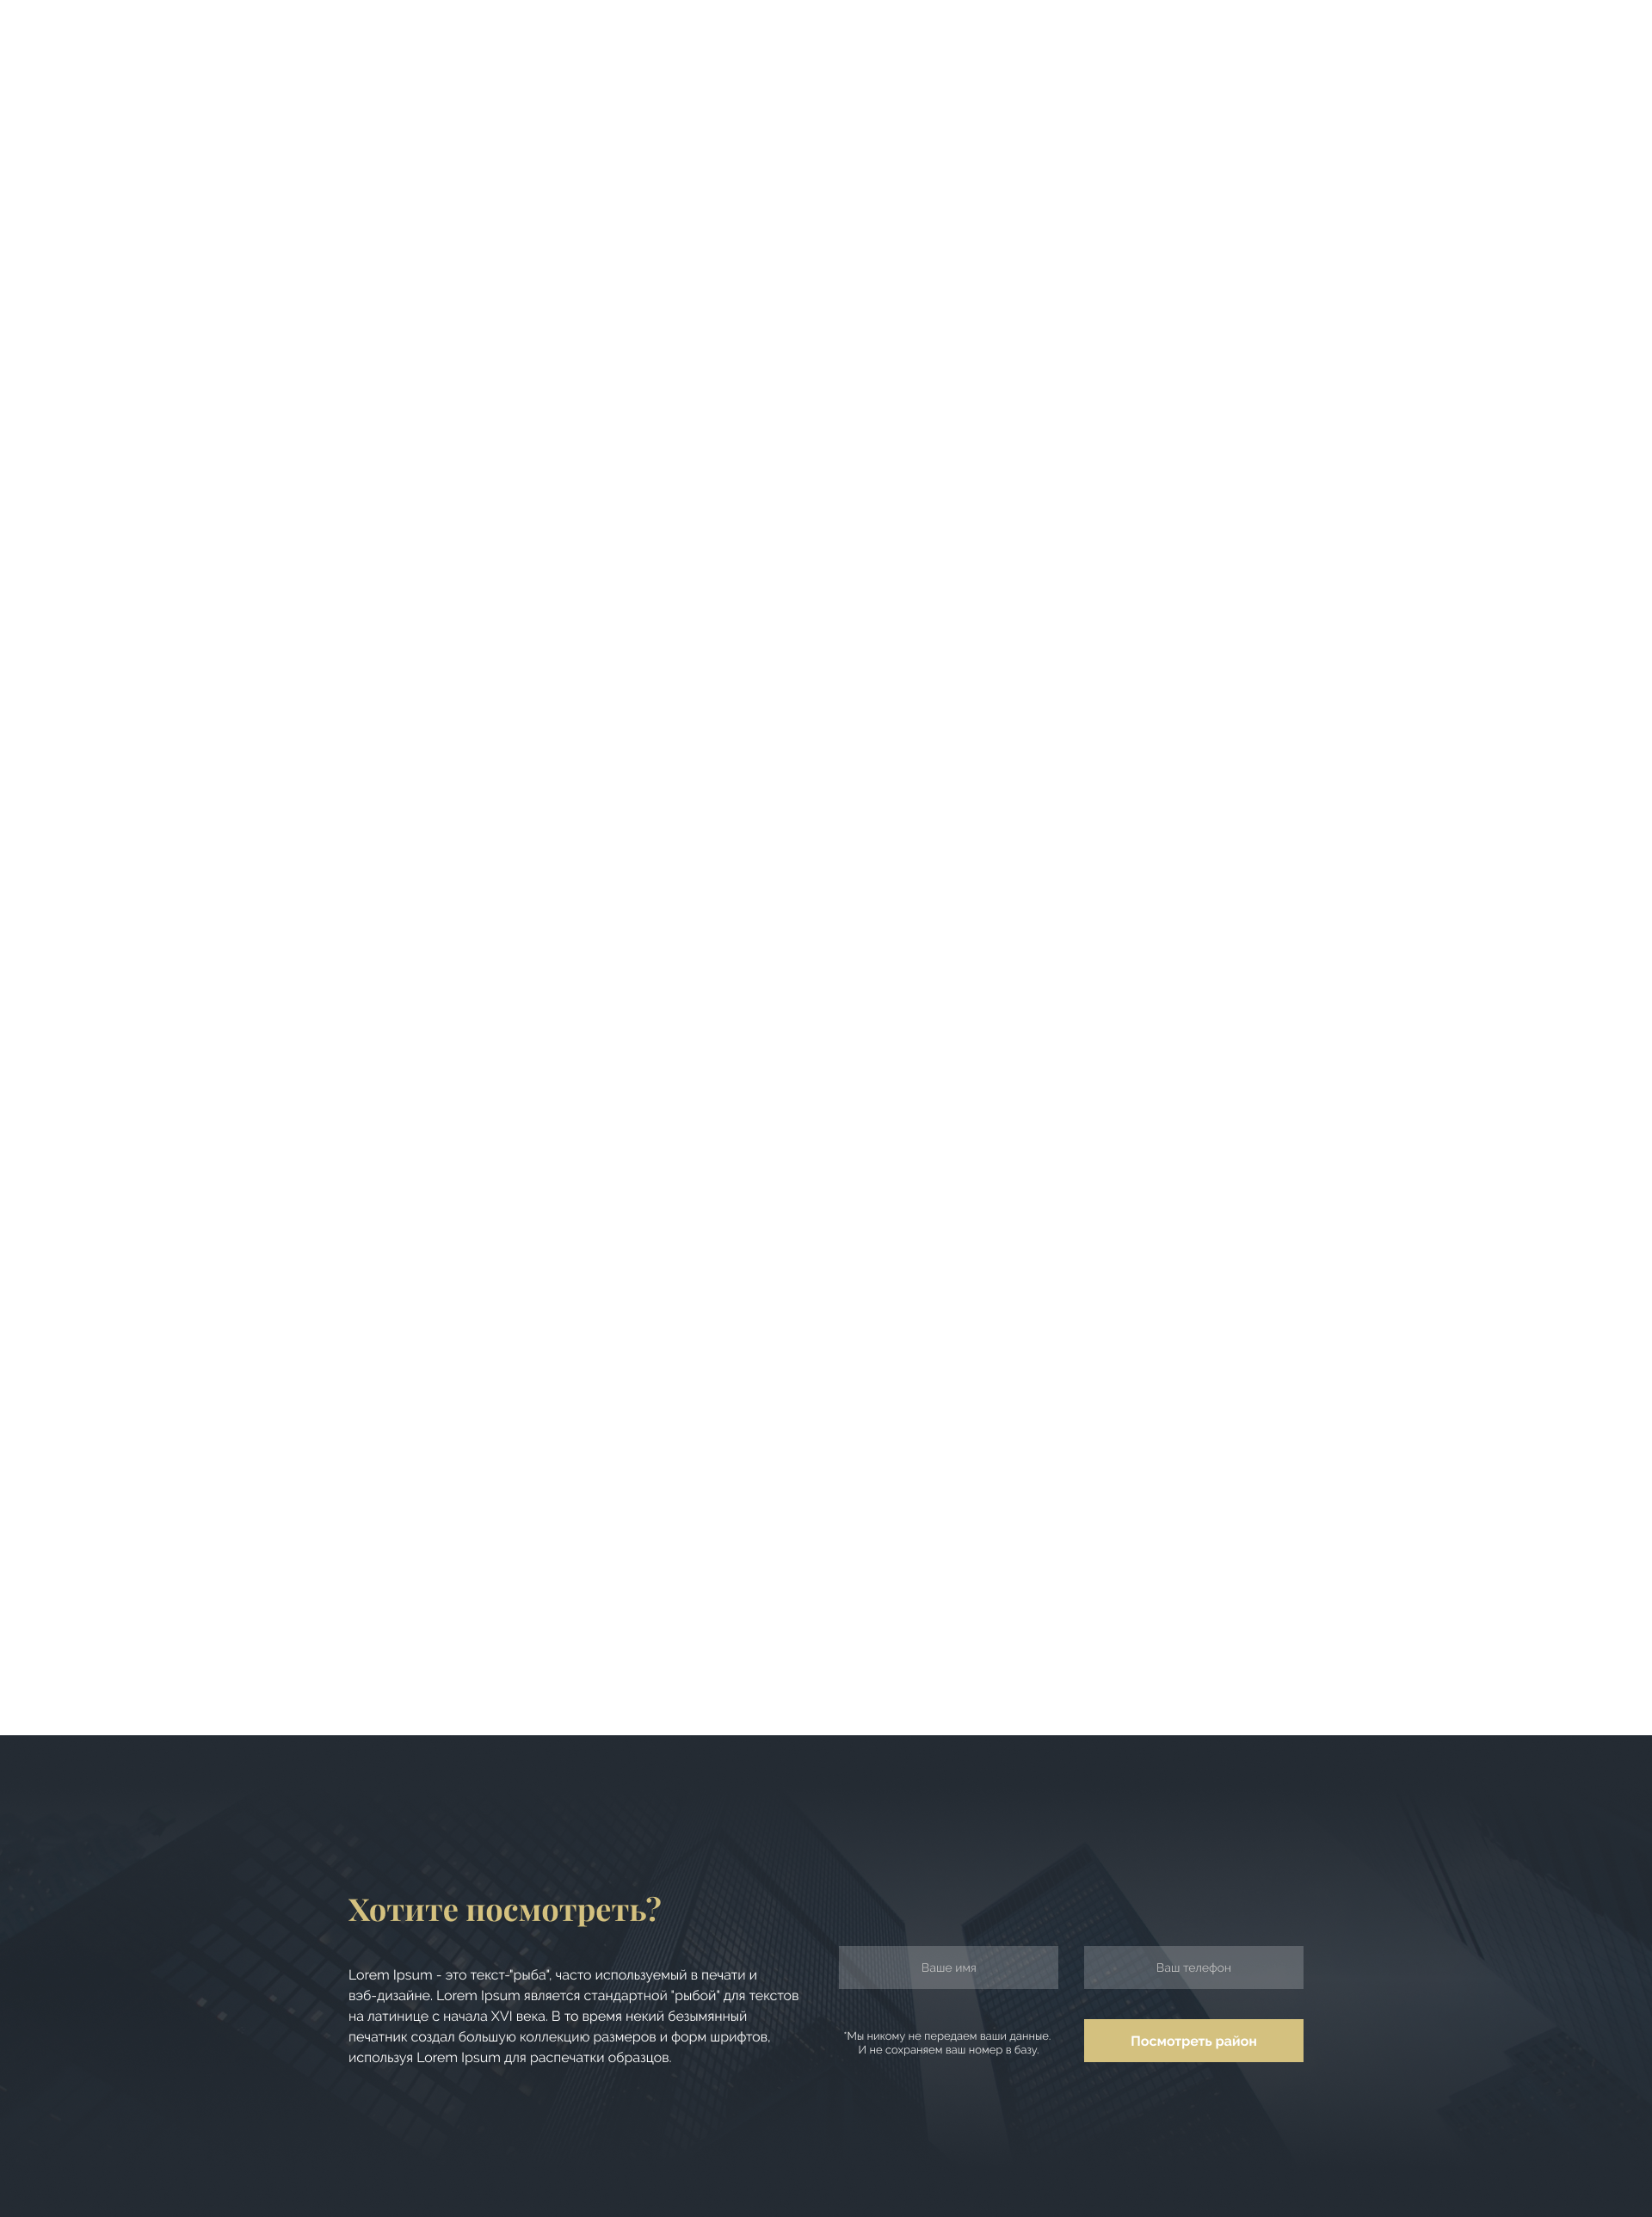 Хотите посмотреть?
Lorem Ipsum - это текст-"рыба", часто используемый в печати и
вэб-дизайне. Lorem Ipsum является стандартной "рыбой" для текстов
на латинице с начала XVI века. В то время некий безымянный
печатник создал большую коллекцию размеров и форм шрифтов,
используя Lorem Ipsum для распечатки образцов.
Ваше имя
Ваш телефон
*Мы никому не передаем ваши данные.
И не сохраняем ваш номер в базу.
Посмотреть район